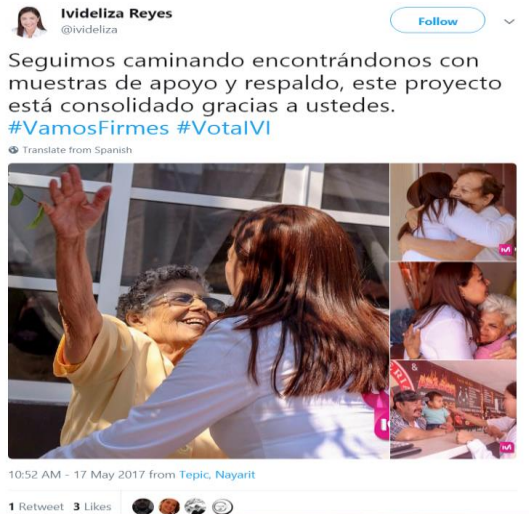 Ivideliza Reyes
@ivideliza
Follow
Seguimos caminando encontrándonos con
muestras de apoyo y respaldo, este proyecto
está consolidado gracias a ustedes.
#VamosFirmes #VotaIVI
Translate from Spanish
10:52 AM - 17 May 2017 from Tepic, Nayarit
1 Retweet 3 Likes